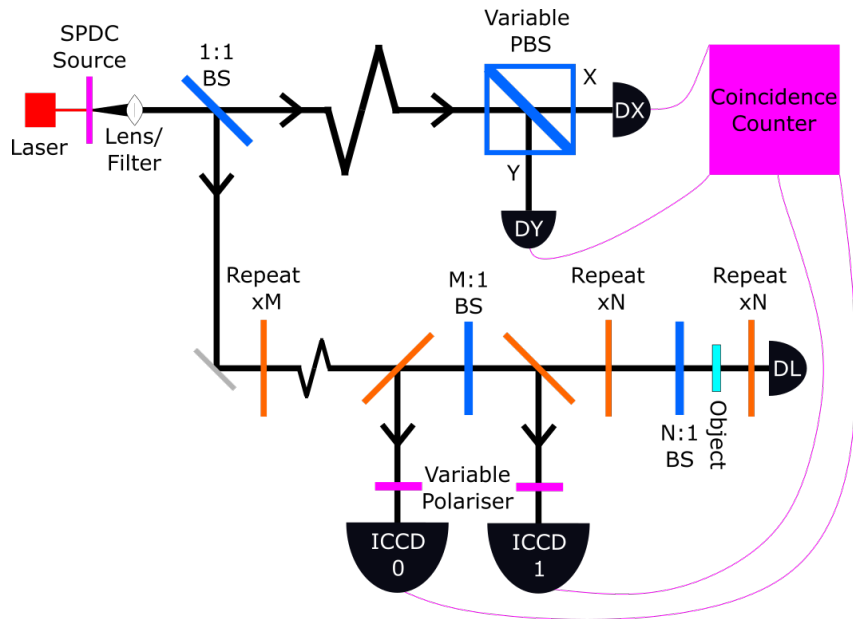 SPDC
Source
1:1
BS
Variable
PBS
X
DX
Coincidence
Counter
Laser
Lens/
Filter
Y
DY
Repeat
xM
M:1
BS
Repeat
xN
Repeat
xN
DL
N:1
BS
Object
Variable
Polariser
ICCD
0
ICCD
1